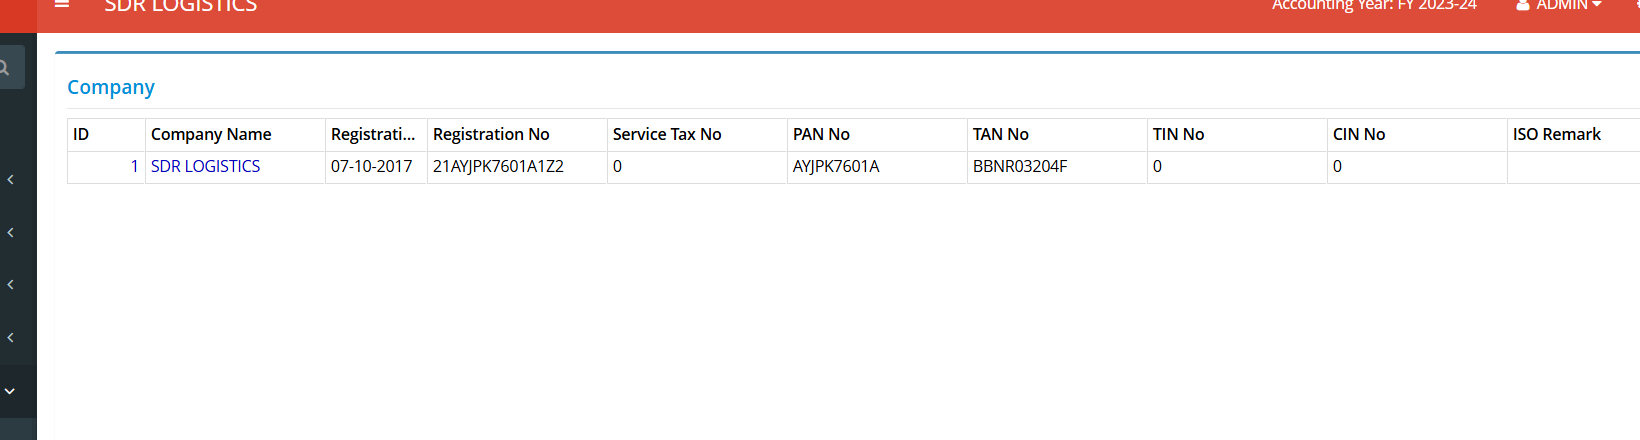 SDR LOGISTICS Accounting Year: FY 2023-24 ADMIN
Company
ID Company Name Registrati... Registration No Service Tax No PAN No TAN No TIN No CIN No ISO Remark
1 SDR LOGISTICS 07-10-2017 21AYJPK7601A1Z2 0 AYJPK7601A BBNR03204F 0 0